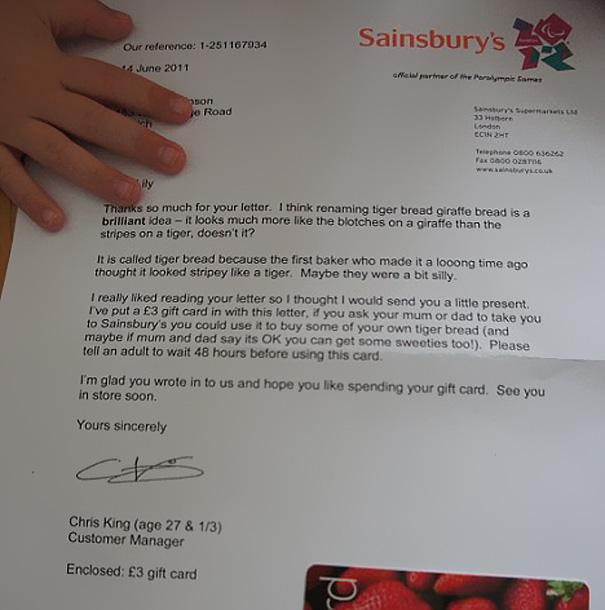 Our reference: 1-251167934
Sainsbury's
14 June 2011
official partner of the Paralympic Games
Road
Sainsbury's Supermarkets Ltd
33 Holborn
London
EC1N 2HT
Telephone 0800 636262
Fax 0800 0287116
www.sainsburys.co.uk
Thanks so much for your letter. I think renaming tiger bread giraffe bread is a
brilliant idea – it looks much more like the blotches on a giraffe than the
stripes on a tiger, doesn't it?
It is called tiger bread because the first baker who made it a looong time ago
thought it looked stripey like a tiger. Maybe they were a bit silly.
I really liked reading your letter so I thought I would send you a little present.
I've put a £3 gift card in with this letter, if you ask your mum or dad to take you
to Sainsbury's you could use it to buy some of your own tiger bread (and
maybe if mum and dad say its OK you can get some sweeties too!). Please
tell an adult to wait 48 hours before using this card.
I'm glad you wrote in to us and hope you like spending your gift card. See you
in store soon.
Yours sincerely
Chris King (age 27 & 1/3)
Customer Manager
Enclosed: £3 gift card